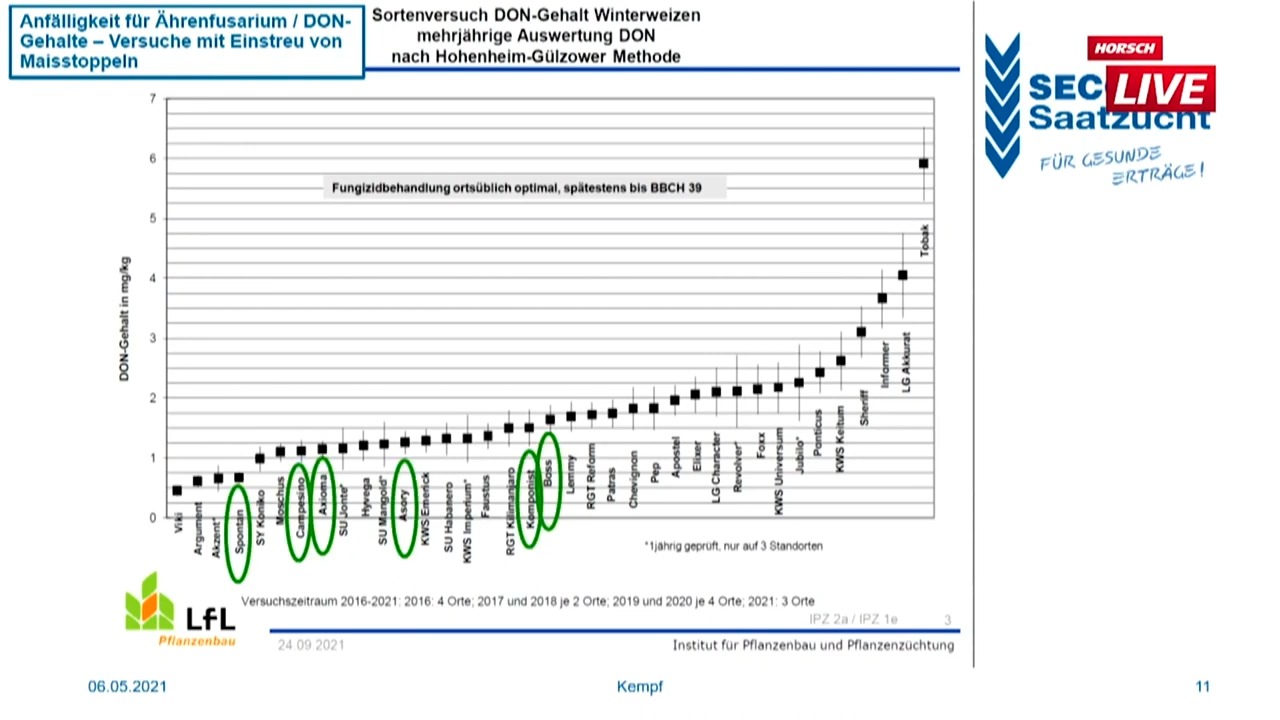 Anfälligkeit für Ährenfusarium / DON-
Gehalte – Versuche mit Einstreu von
Maisstoppeln
Sortenversuch DON-Gehalt Winterweizen
mehrjährige Auswertung DON
nach Hohenheim-Gülzower Methode
HORSCH
LIVE
SEC
Saatzucht
FÜR GESUNDE
ERTRÄGE!
Fungizidbehandlung ortsüblich optimal, spätestens bis BBCH 39
DON-Gehalt in mg/kg
7
6
5
4
3
2
1
0
Viki
Argument
Akzent*
Spontan
SY Koniko
Moschus
Campesino
Axioma
SU Jonte*
Hyvega
SU Mangold*
Asory
KWS Emerick
SU Habanero
KWS Imperium*
Faustus
RGT Kilimanjaro
Komponist
Boss
Lemmy
RGT Reform
Patras
Chevignon
Pep
Apostel
Elixer
LG Character
Revolver*
Foxx
KWS Universum
Jubilo*
Ponticus
KWS Keitum
Sheriff
Informer
LG Akkurat
Tobak
*1jährig geprüft, nur auf 3 Standorten
Versuchszeitraum 2016-2021: 2016: 4 Orte; 2017 und 2018 je 2 Orte; 2019 und 2020 je 4 Orte; 2021: 3 Orte
LfL
Pflanzenbau
IPZ 2a / IPZ 1e 3
24.09.2021
Institut für Pflanzenbau und Pflanzenzüchtung
06.05.2021
Kempf
11